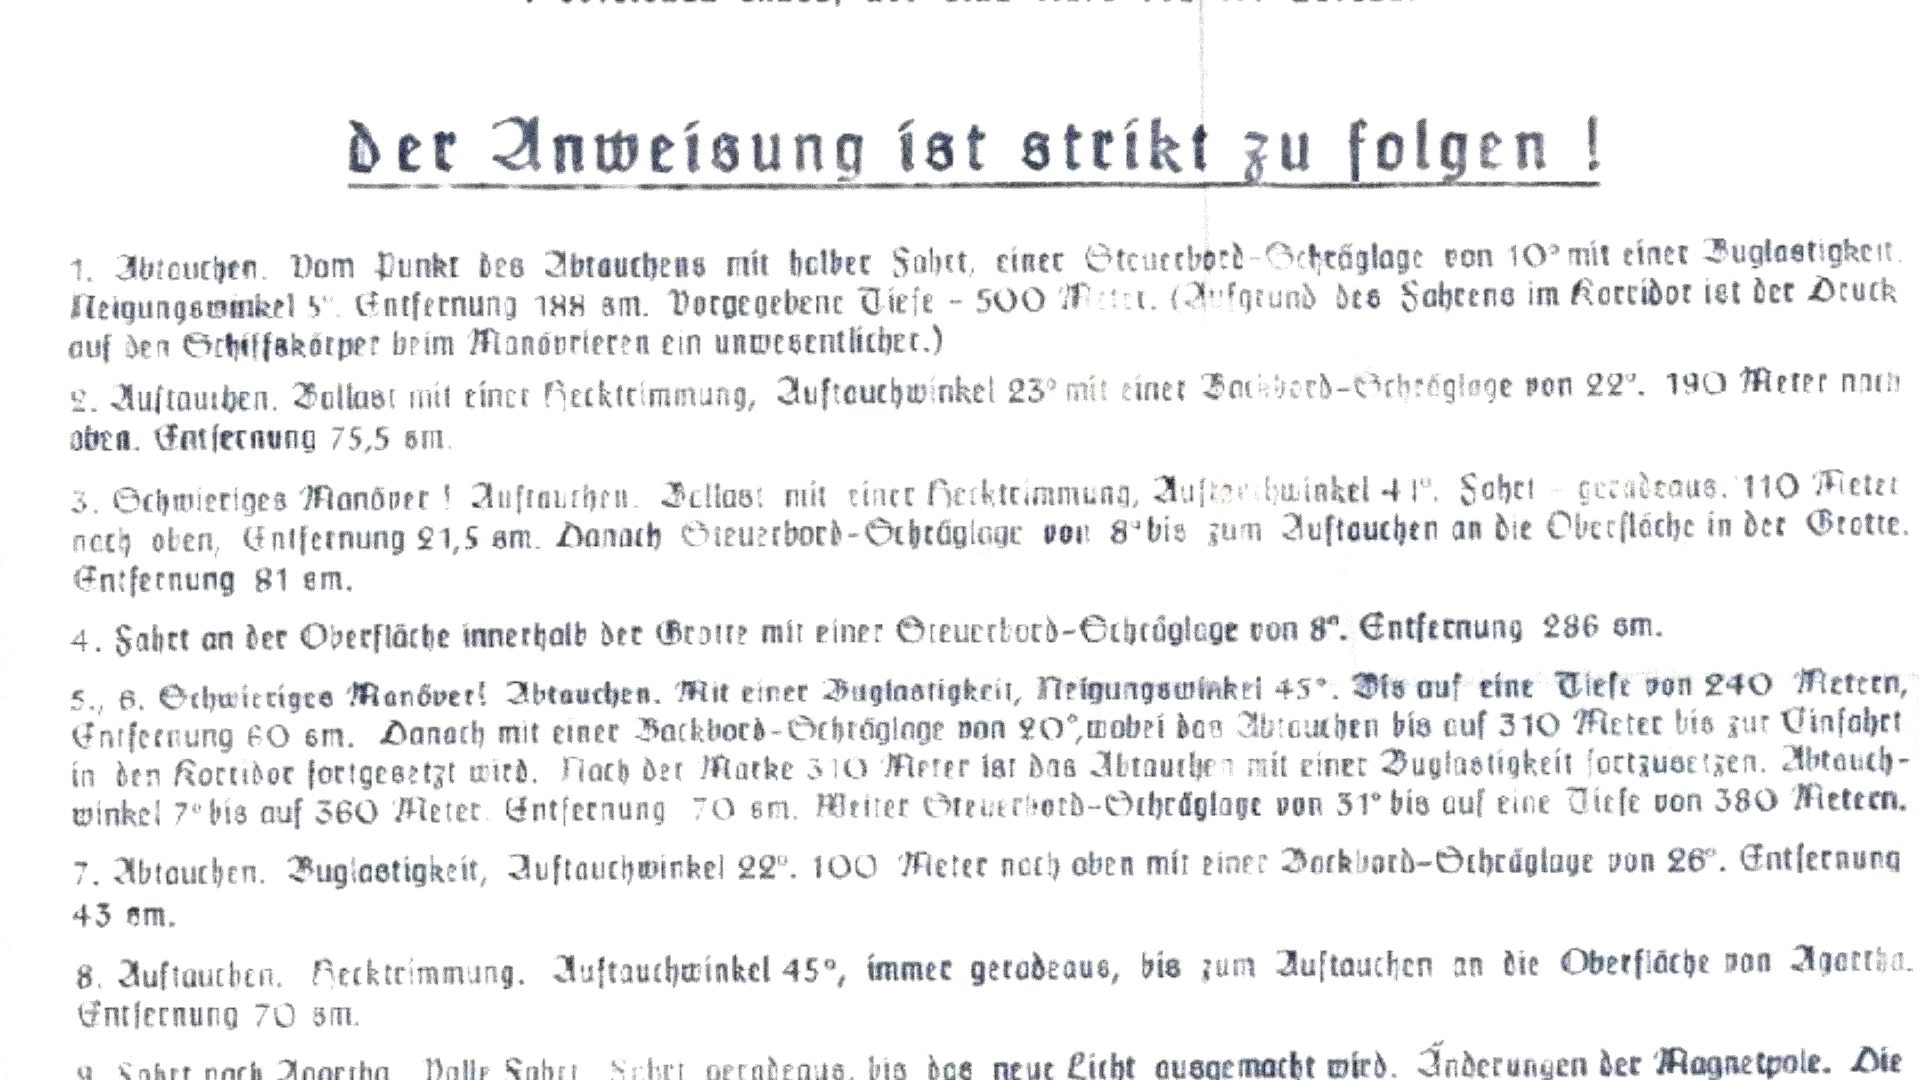 Der Anweisung ist strikt zu folgen !
1. Abtauchen. Vom Punkt des Abtauchens mit halber Fahrt, einer Steuerbord-Schräglage von 10° mit einer Buglastigkeit.
Neigungswinkel 5°. Entfernung 188 sm. Vorgegebene Tiefe - 500 Meter. (Aufgrund des Fahrens im Korridor ist der Druck
auf den Schiffskörper beim Manövrieren ein unwesentlicher.)
2. Auftauchen. Ballast mit einer Hecktrimmung, Auftauchwinkel 23° mit einer Backbord-Schräglage von 22°. 190 Meter nach
oben. Entfernung 75,5 sm.
3. Schwieriges Manöver ! Auftauchen. Ballast mit einer Hecktrimmung, Auftauchwinkel 41°. Fahrt - geradeaus. 110 Meter
nach oben, Entfernung 21,5 sm. Danach Steuerbord-Schräglage von 8° bis zum Auftauchen an die Oberfläche in der Grotte.
Entfernung 81 sm.
4. Fahrt an der Oberfläche innerhalb der Grotte mit einer Steuerbord-Schräglage von 8°. Entfernung 286 sm.
5., 6. Schwieriges Manöver! Abtauchen. Mit einer Buglastigkeit, Neigungswinkel 45°. Bis auf eine Tiefe von 240 Metern,
Entfernung 60 sm. Danach mit einer Backbord-Schräglage von 20°, wobei das Abtauchen bis auf 310 Meter bis zur Einfahrt
in den Korridor fortgesetzt wird. Nach der Marke 310 Meter ist das Abtauchen mit einer Buglastigkeit fortzusetzen. Abtauch-
winkel 7° bis auf 360 Meter. Entfernung 70 sm. Weiter Steuerbord-Schräglage von 31° bis auf eine Tiefe von 380 Metern.
7. Abtauchen. Buglastigkeit, Auftauchwinkel 22°. 100 Meter nach oben mit einer Backbord-Schräglage von 26°. Entfernung
43 sm.
8. Auftauchen. Hecktrimmung. Auftauchwinkel 45°, immer geradeaus, bis zum Auftauchen an die Oberfläche von Agartha.
Entfernung 70 sm.
9. Fahrt nach Agartha. Volle Fahrt. Fahrt geradeaus, bis das neue Licht ausgemacht wird. Änderungen der Magnetpole. Die